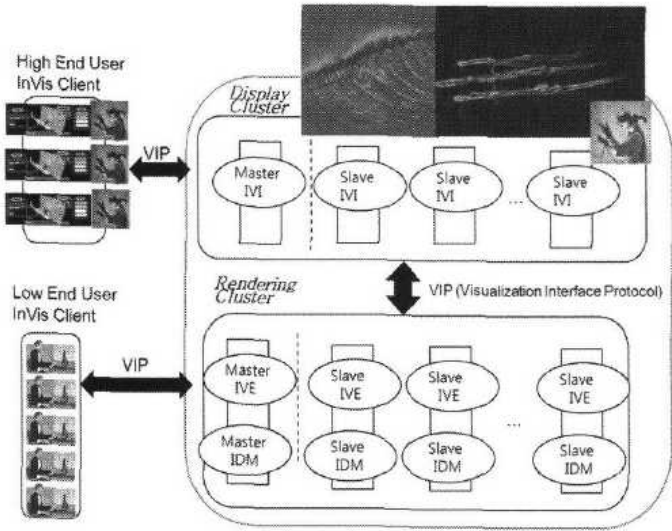 High End User
InVis Client
VIP
Display
Cluster
Master
IVI
Slave
IVI
Slave
IVI
...
Slave
IVI
VIP (Visualization Interface Protocol)
Low End User
InVis Client
VIP
Rendering
Cluster
Master
IVE
Slave
IVE
Slave
IVE
Slave
IVE
...
Master
IDM
Slave
IDM
Slave
IDM
Slave
IDM